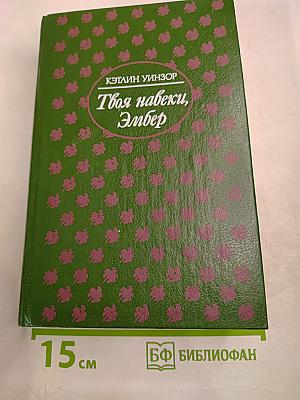 КЭТЛИН УИНЗОР
Твоя навеки,
Эмбер
15 см
БФ БИБЛИОФАН